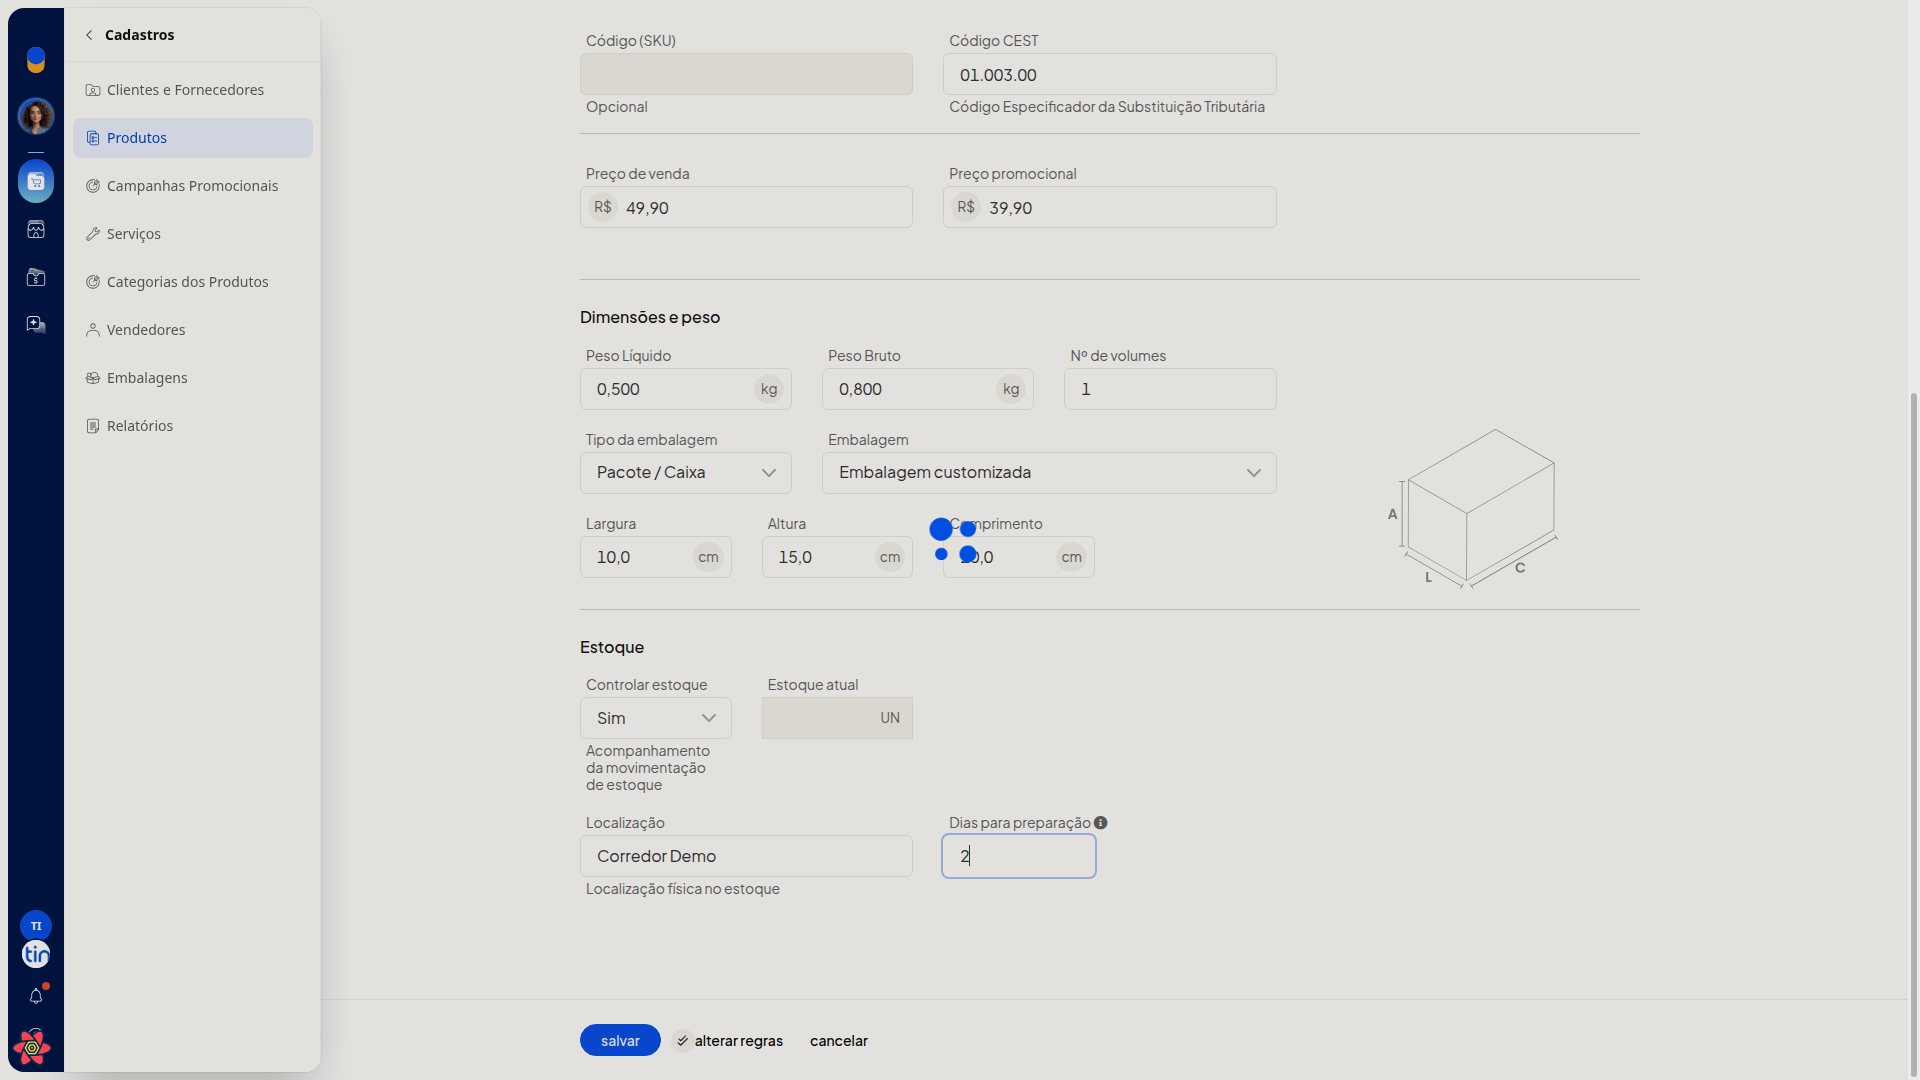 Cadastros
Clientes e Fornecedores
Produtos
Campanhas Promocionais
Serviços
Categorias dos Produtos
Vendedores
Embalagens
Relatórios
TI
tin
Código (SKU)
Código CEST
01.003.00
Opcional
Código Especificador da Substituição Tributária
Preço de venda
Preço promocional
R$ 49,90
R$ 39,90
Dimensões e peso
Peso Líquido
Peso Bruto
Nº de volumes
0,500 kg
0,800 kg
1
Tipo da embalagem
Embalagem
Pacote / Caixa
Embalagem customizada
Largura
Altura
10,0 cm
15,0 cm
cm
A
L
C
Estoque
Controlar estoque
Estoque atual
Sim
UN
Acompanhamento
da movimentação
de estoque
Localização
Dias para preparação
Corredor Demo
2
Localização física no estoque
salvar
alterar regras
cancelar